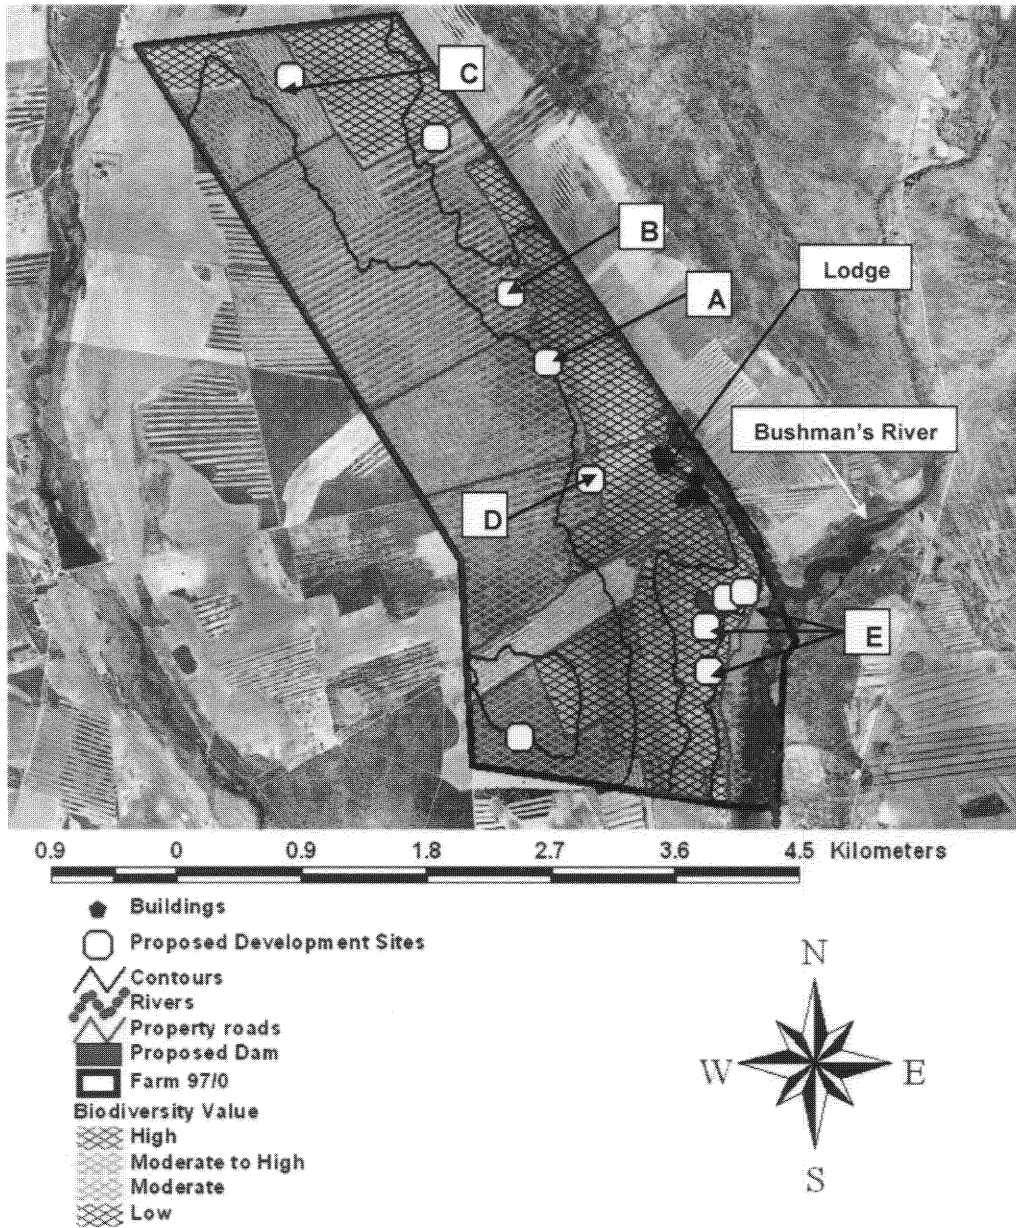 C
B
A
Lodge
Bushman's River
D
E
0.9 0 0.9 1.8 2.7 3.6 4.5 Kilometers
Buildings
Proposed Development Sites
Contours
Rivers
Property roads
Proposed Dam
Farm 97/0
Biodiversity Value
High
Moderate to High
Moderate
Low
N
W E
S